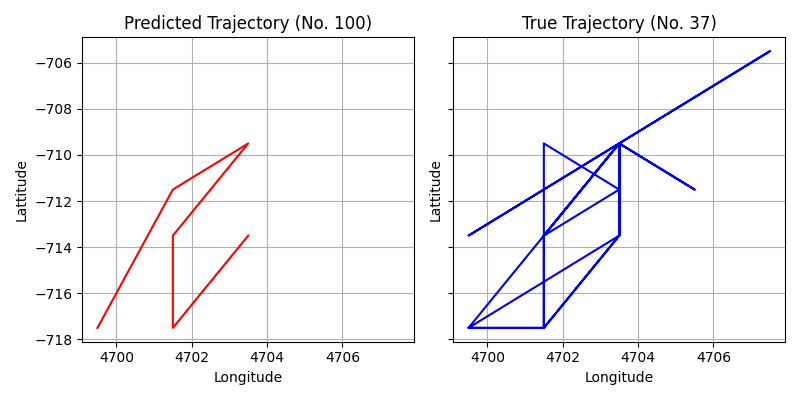 Predicted Trajectory (No. 100)
True Trajectory (No. 37)
Lattitude
−706
−708
−710
−712
−714
−716
−718
4700 4702 4704 4706
Longitude
Lattitude
4700 4702 4704 4706
Longitude